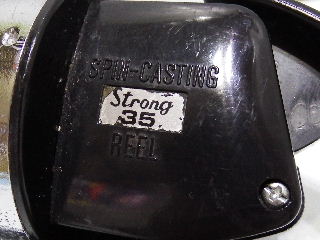 SPIN-CASTING
Strong
35
REEL